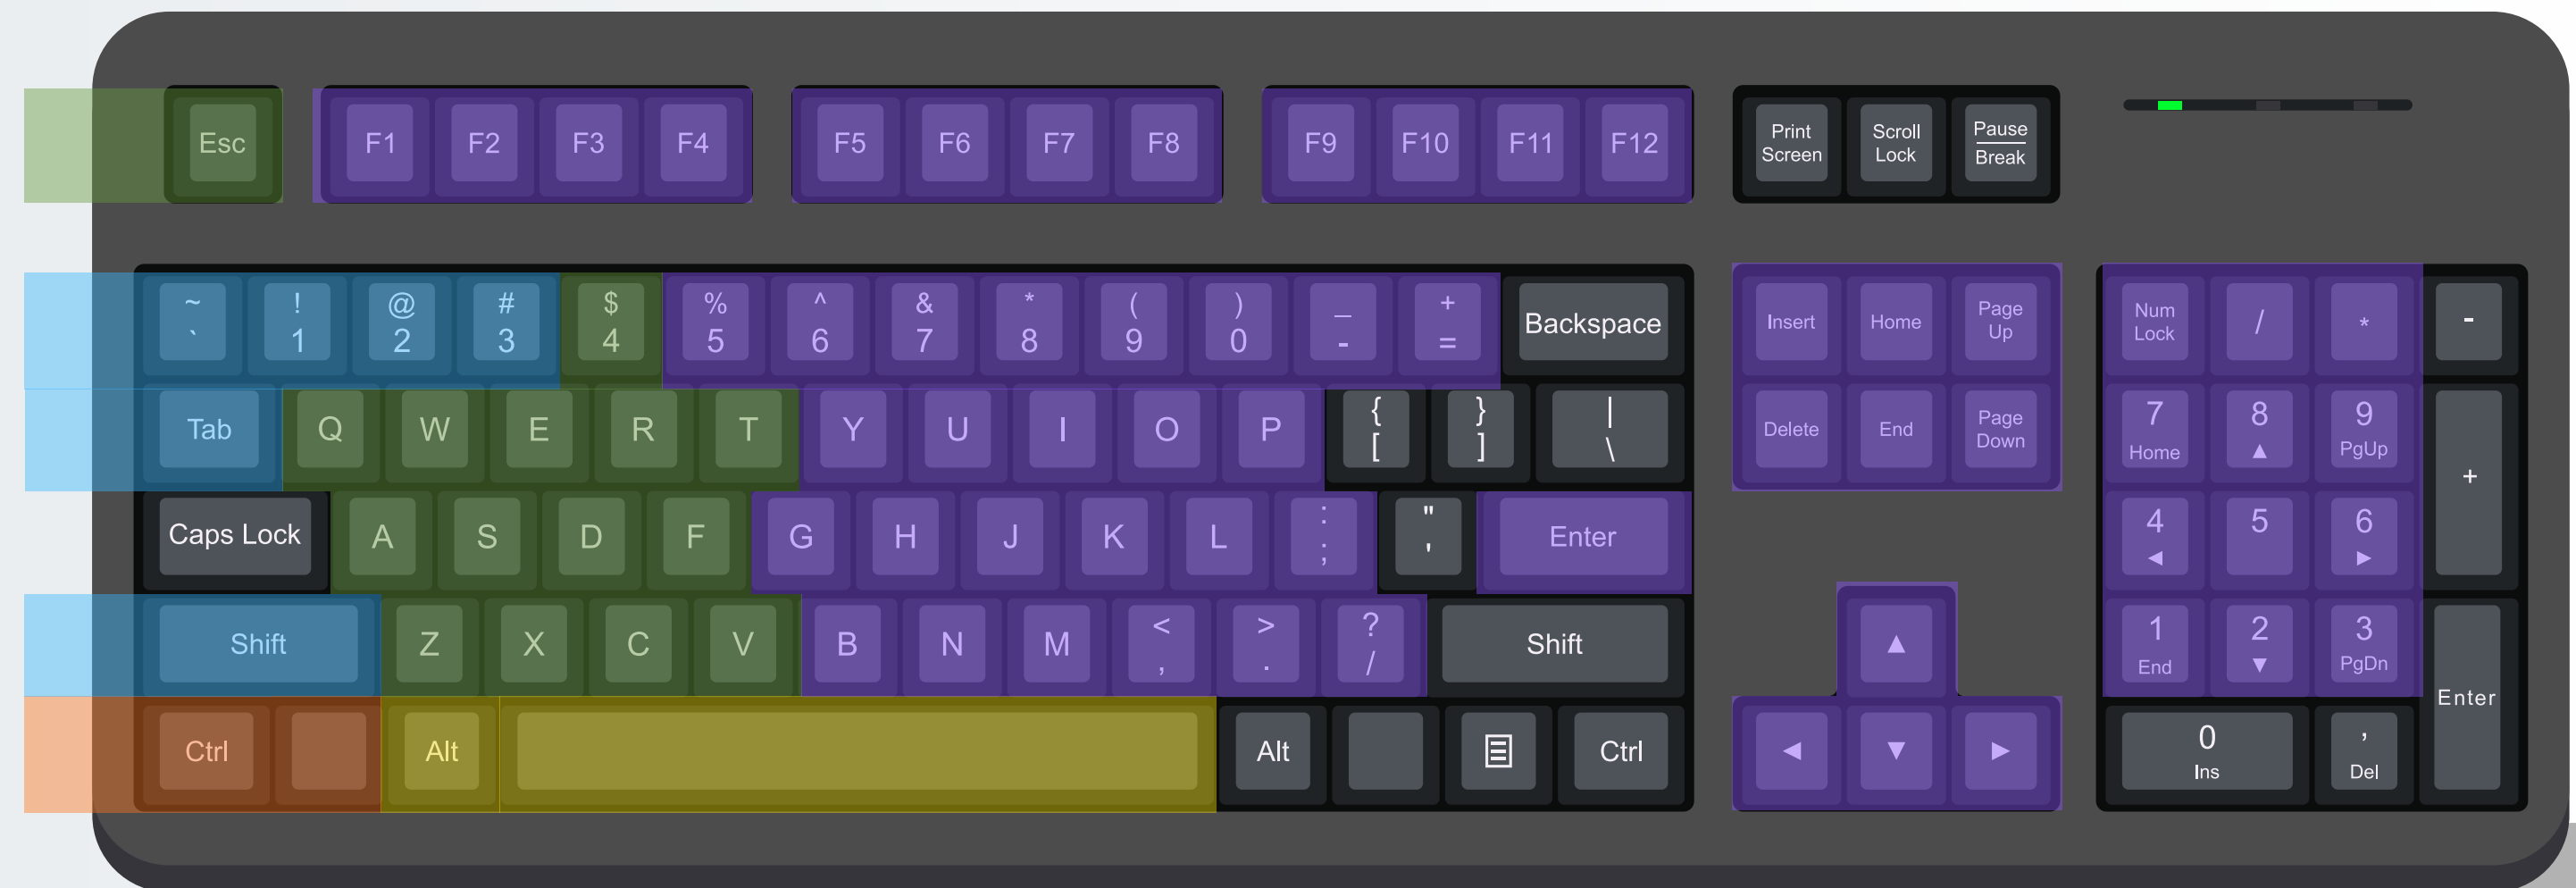 Esc F1 F2 F3 F4 F5 F6 F7 F8 F9 F10 F11 F12 Print Screen Scroll Lock Pause Break
~ ! @ # $ % ^ & * ( ) _ +
` 1 2 3 4 5 6 7 8 9 0 - = Backspace Insert Home Page Up Num Lock / * -
Tab Q W E R T Y U I O P { [ } ] | \ Delete End Page Down 7 Home 8 ▲ 9 PgUp +
Caps Lock A S D F G H J K L : ; " ' Enter 4 ◀ 5 6 ▶
Shift Z X C V B N M < , > . ? / Shift ▲ 1 End 2 ▼ 3 PgDn Enter
Ctrl Alt Alt Ctrl ◀ ▼ ▶ 0 Ins , Del